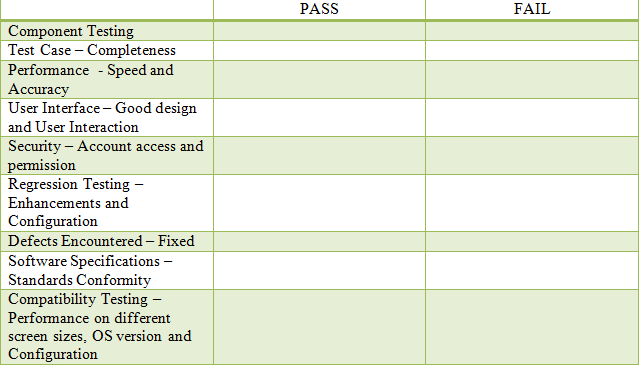 PASS FAIL
Component Testing
Test Case – Completeness
Performance - Speed and
Accuracy
User Interface – Good design
and User Interaction
Security – Account access and
permission
Regression Testing –
Enhancements and
Configuration
Defects Encountered – Fixed
Software Specifications –
Standards Conformity
Compatibility Testing –
Performance on different
screen sizes, OS version and
Configuration